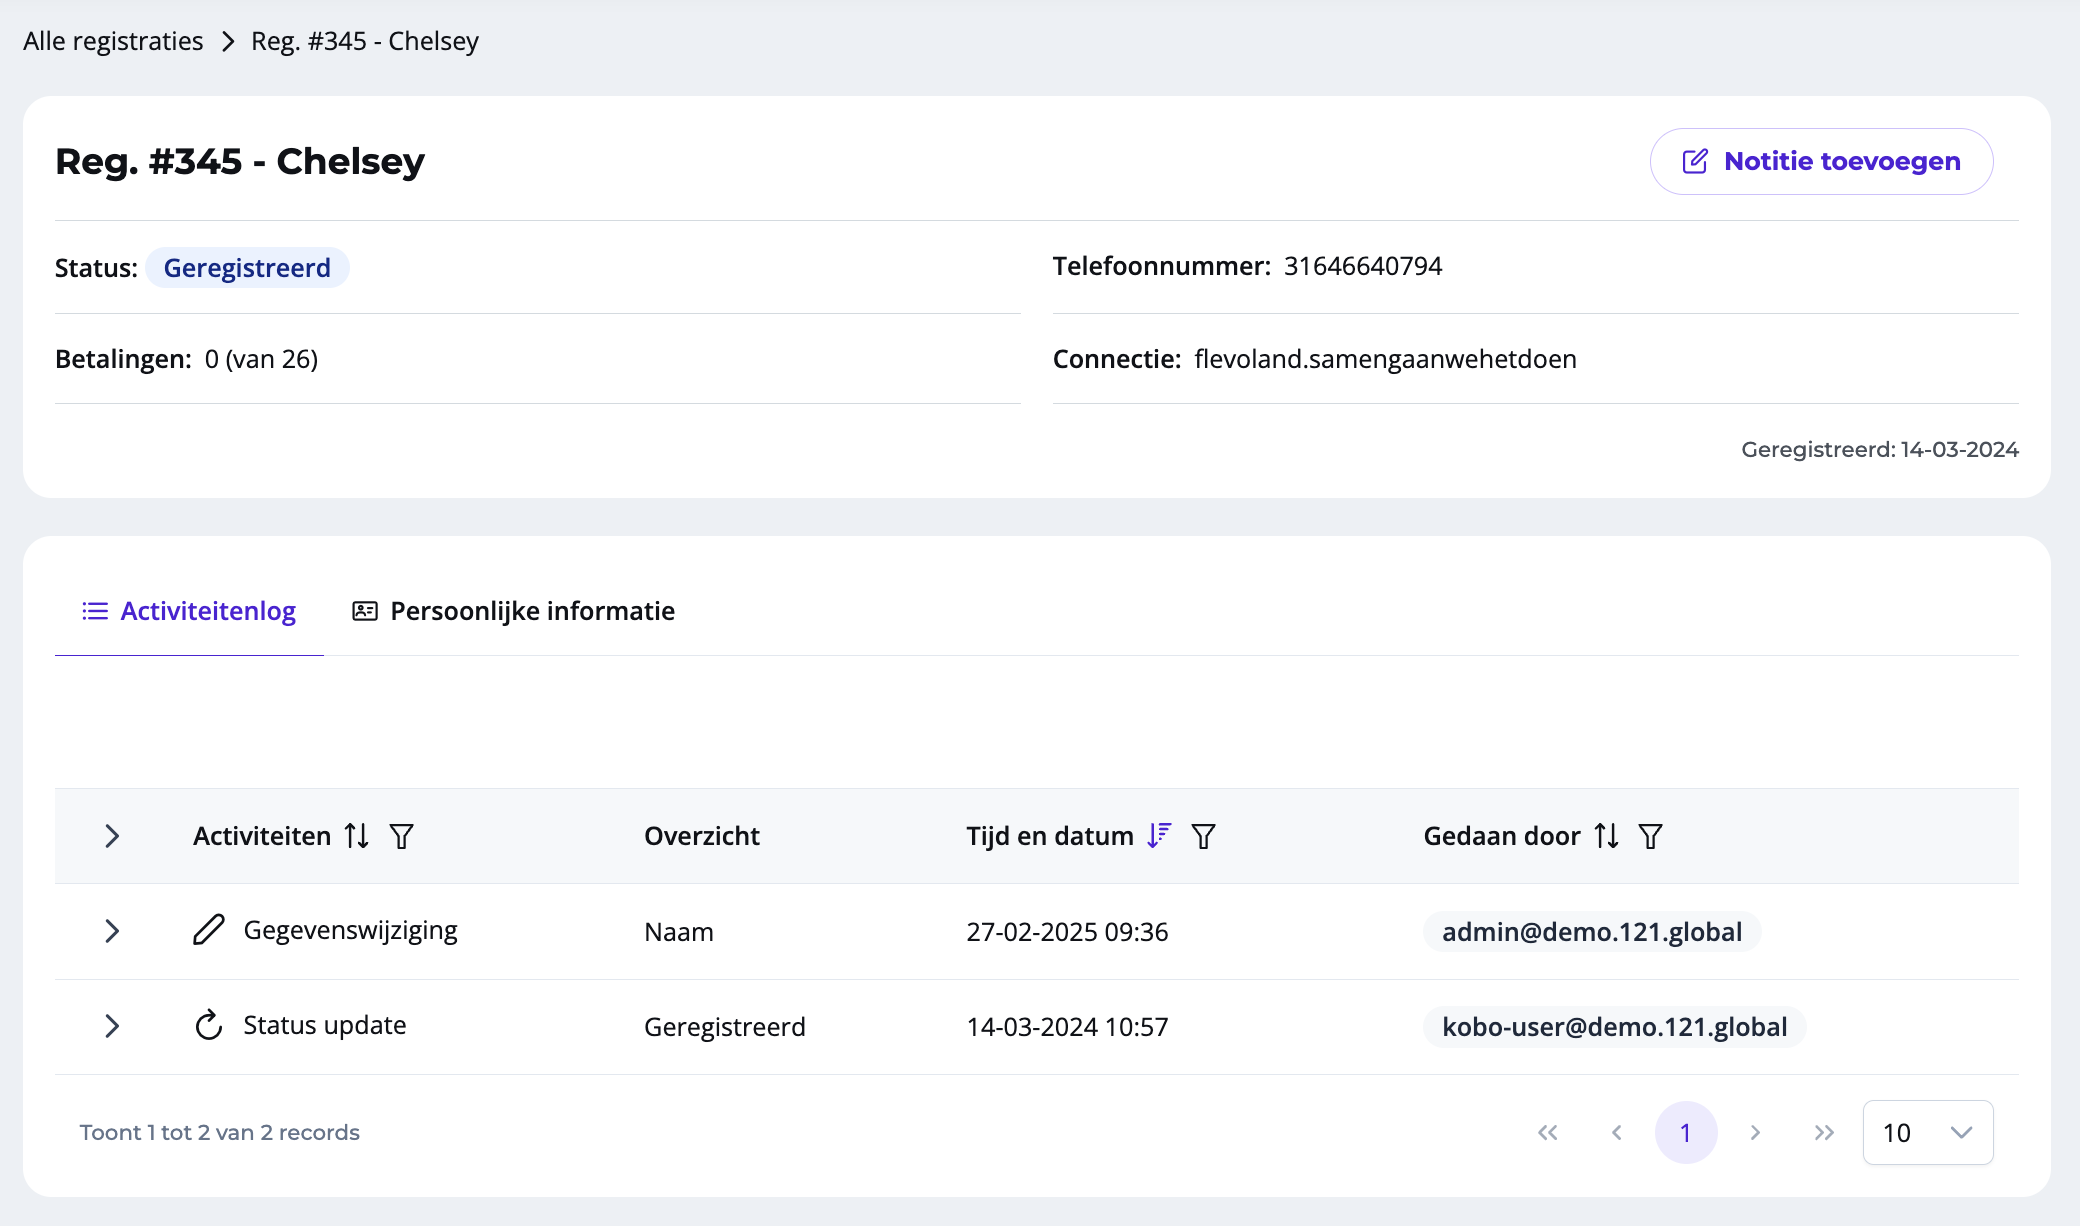 Alle registraties > Reg. #345 - Chelsey
Reg. #345 - Chelsey
Notitie toevoegen
Status: Geregistreerd
Telefoonnummer: 31646640794
Betalingen: 0 (van 26)
Connectie: flevoland.samengaanwehetdoen
Geregistreerd: 14-03-2024
Activiteitenlog
Persoonlijke informatie
Activiteiten Overzicht Tijd en datum Gedaan door
Gegevenswijziging Naam 27-02-2025 09:36 admin@demo.121.global
Status update Geregistreerd 14-03-2024 10:57 kobo-user@demo.121.global
Toont 1 tot 2 van 2 records
1
10